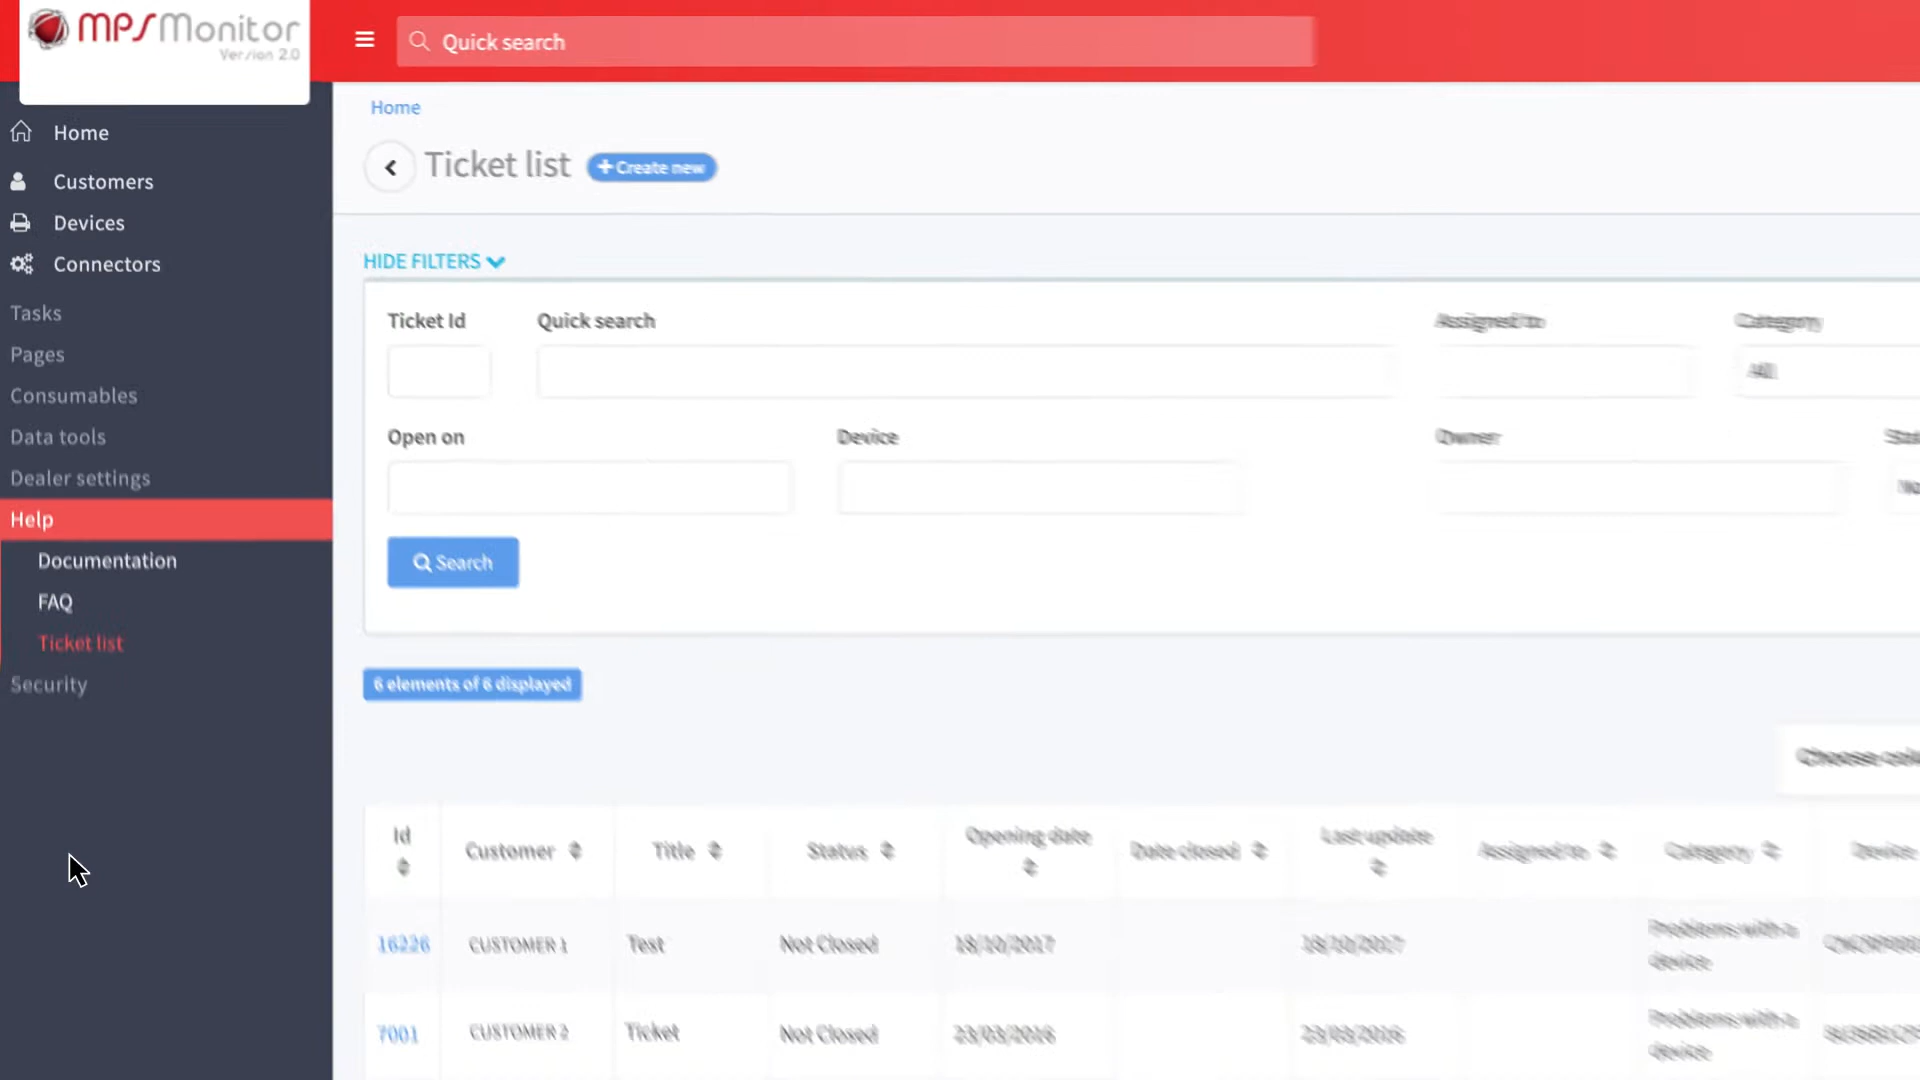 MPSMonitor
Version 2.0
Quick search
Home
Customers
Devices
Connectors
Tasks
Pages
Consumables
Data tools
Dealer settings
Help
Documentation
FAQ
Ticket list
Security
Home
Ticket list
Create new
HIDE FILTERS
Ticket Id
Quick search
Assigned to
Category
All
Open on
Device
Owner
Search
6 elements of 6 displayed
Choose
Id
Customer
Title
Status
Opening date
Date closed
Last update
Assigned to
Category
Device
16226
CUSTOMER 1
Test
Not Closed
18/10/2017
18/10/2017
Problems with a
device
7001
CUSTOMER 2
Ticket
Not Closed
23/03/2016
23/03/2016
Problems with a
device